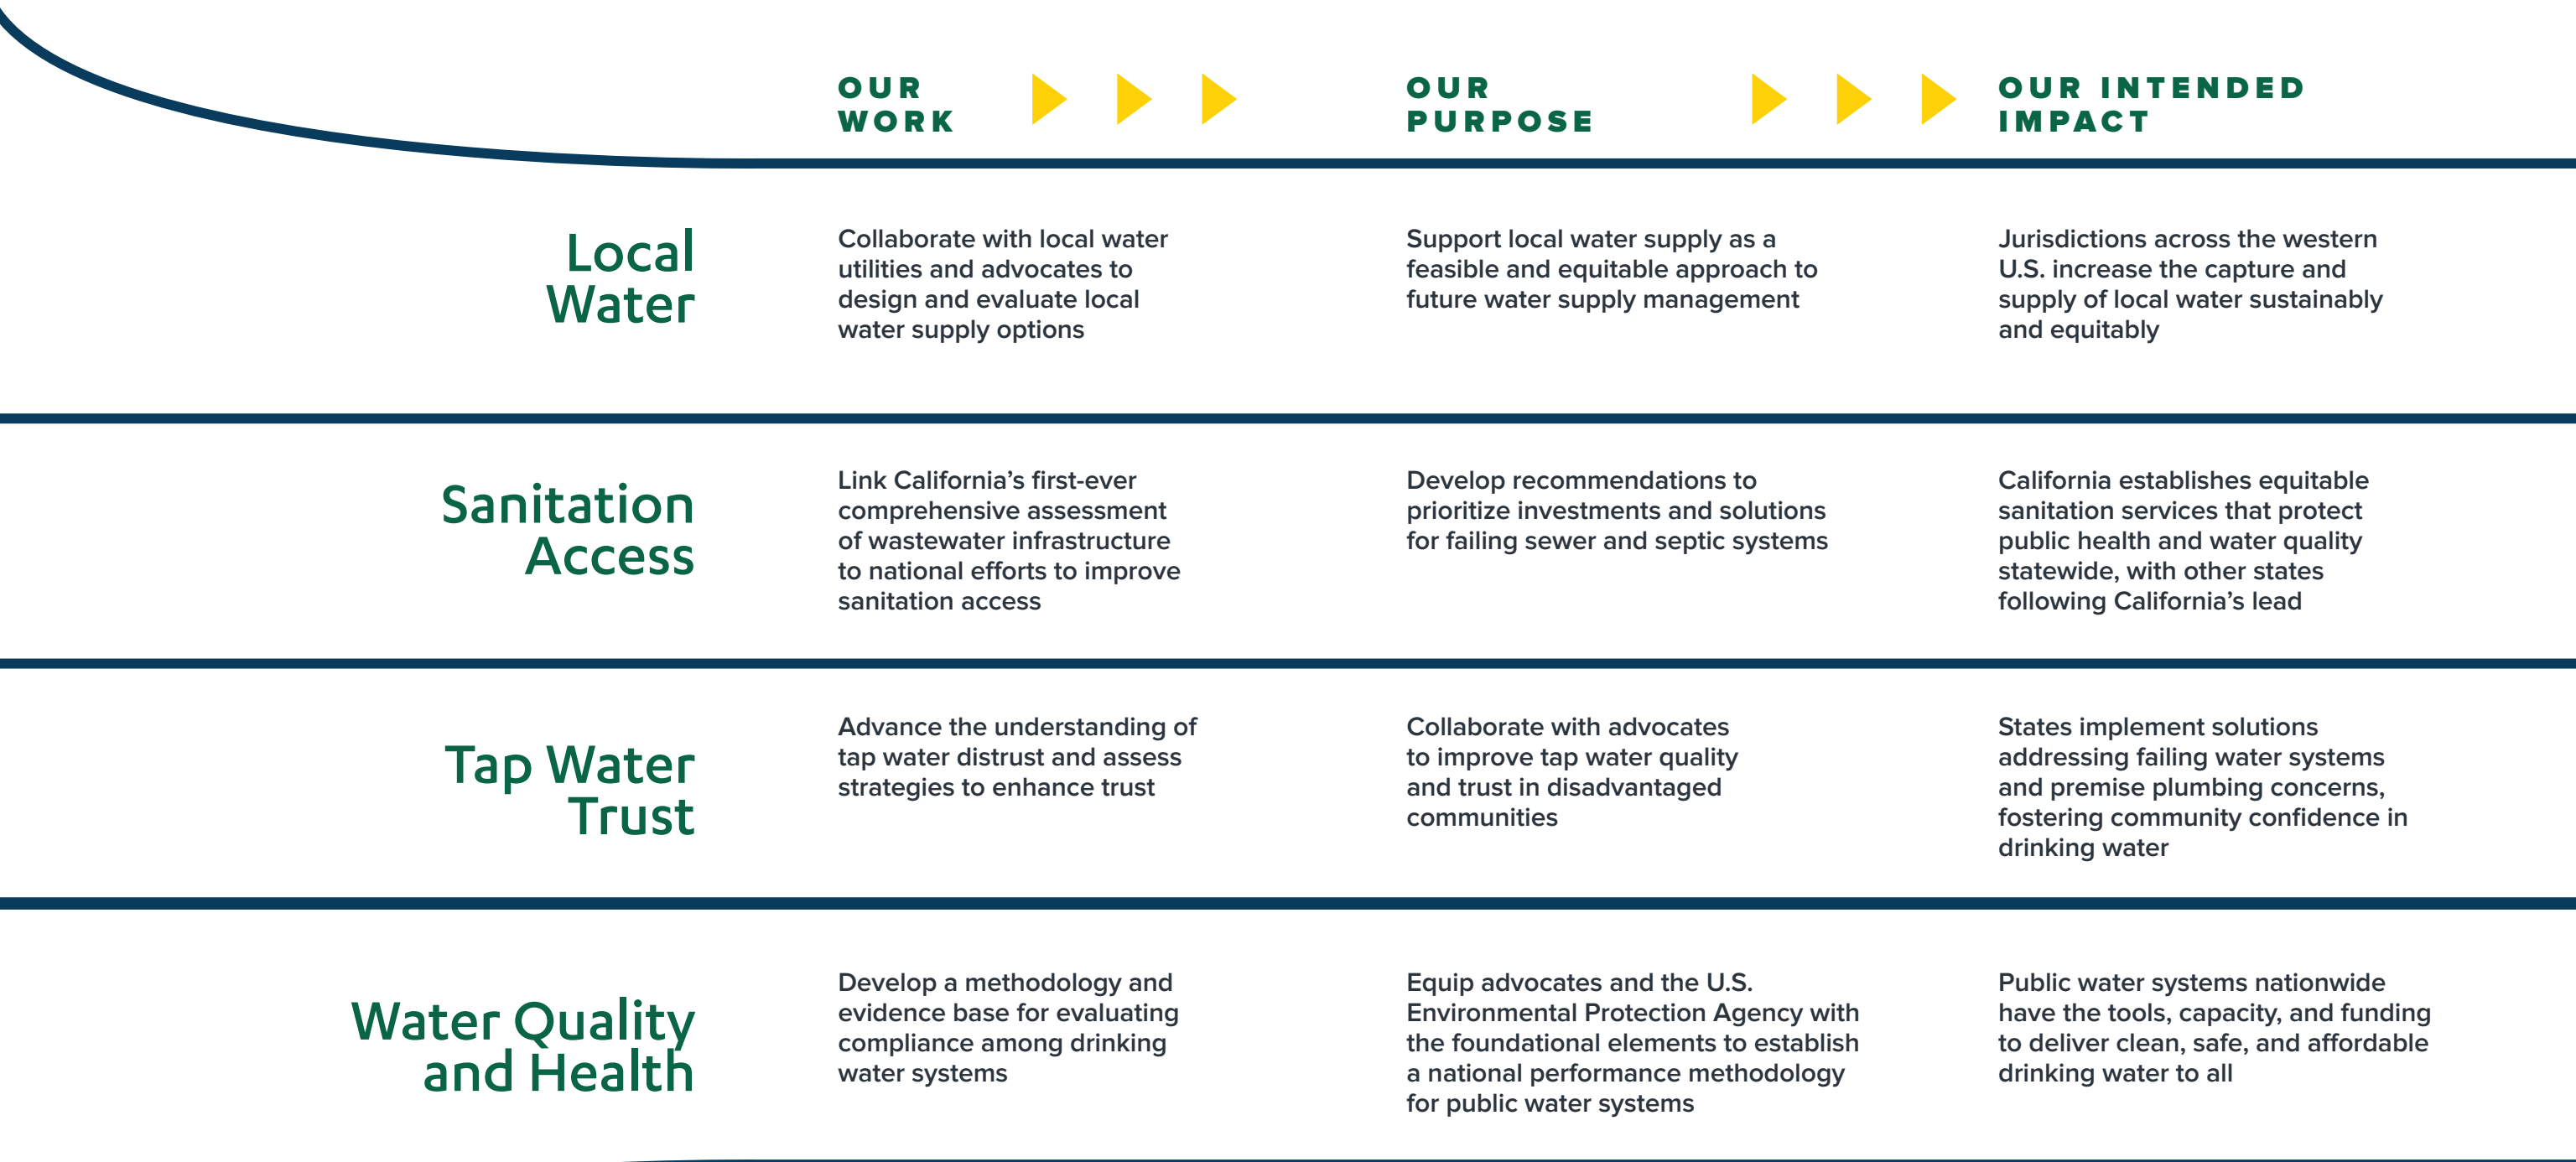 OUR
WORK
OUR
PURPOSE
OUR INTENDED
IMPACT
Local
Water
Collaborate with local water
utilities and advocates to
design and evaluate local
water supply options
Support local water supply as a
feasible and equitable approach to
future water supply management
Jurisdictions across the western
U.S. increase the capture and
supply of local water sustainably
and equitably
Sanitation
Access
Link California’s first-ever
comprehensive assessment
of wastewater infrastructure
to national efforts to improve
sanitation access
Develop recommendations to
prioritize investments and solutions
for failing sewer and septic systems
California establishes equitable
sanitation services that protect
public health and water quality
statewide, with other states
following California’s lead
Tap Water
Trust
Advance the understanding of
tap water distrust and assess
strategies to enhance trust
Collaborate with advocates
to improve tap water quality
and trust in disadvantaged
communities
States implement solutions
addressing failing water systems
and premise plumbing concerns,
fostering community confidence in
drinking water
Water Quality
and Health
Develop a methodology and
evidence base for evaluating
compliance among drinking
water systems
Equip advocates and the U.S.
Environmental Protection Agency with
the foundational elements to establish
a national performance methodology
for public water systems
Public water systems nationwide
have the tools, capacity, and funding
to deliver clean, safe, and affordable
drinking water to all